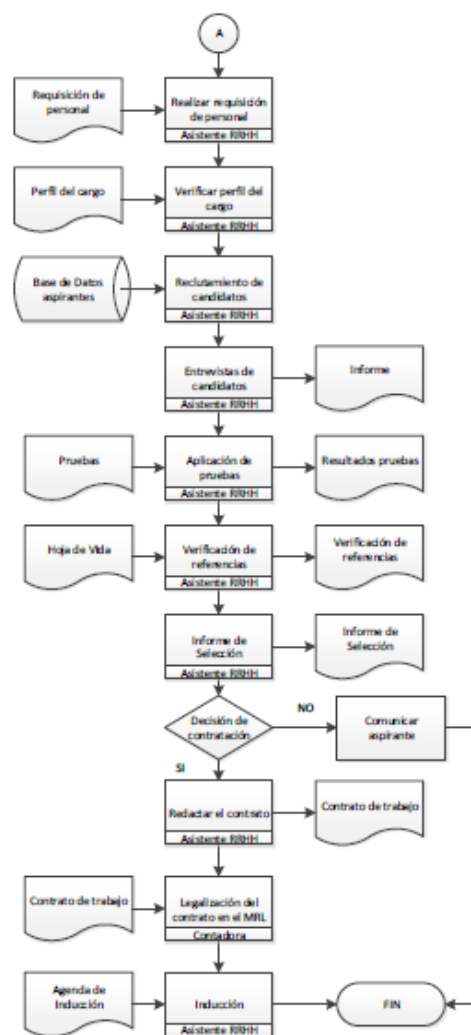 A
Requisición de
personal
Realizar requisición
de personal
Asistente RRHH
Perfil del cargo
Verificar perfil del
cargo
Asistente RRHH
Base de Datos
aspirantes
Reclutamiento de
candidatos
Asistente RRHH
Entrevistas de
candidatos
Asistente RRHH
Informe
Pruebas
Aplicación de
pruebas
Asistente RRHH
Resultados pruebas
Hoja de Vida
Verificación de
referencias
Asistente RRHH
Verificación de
referencias
Informe de
Selección
Asistente RRHH
Informe de
Selección
Decisión de
contratación
NO
Comunicar
aspirante
SI
Redactar el contrato
Asistente RRHH
Contrato de trabajo
Contrato de trabajo
Legalización del
contrato en el MRL
Contadora
Agenda de
Inducción
Inducción
Asistente RRHH
FIN